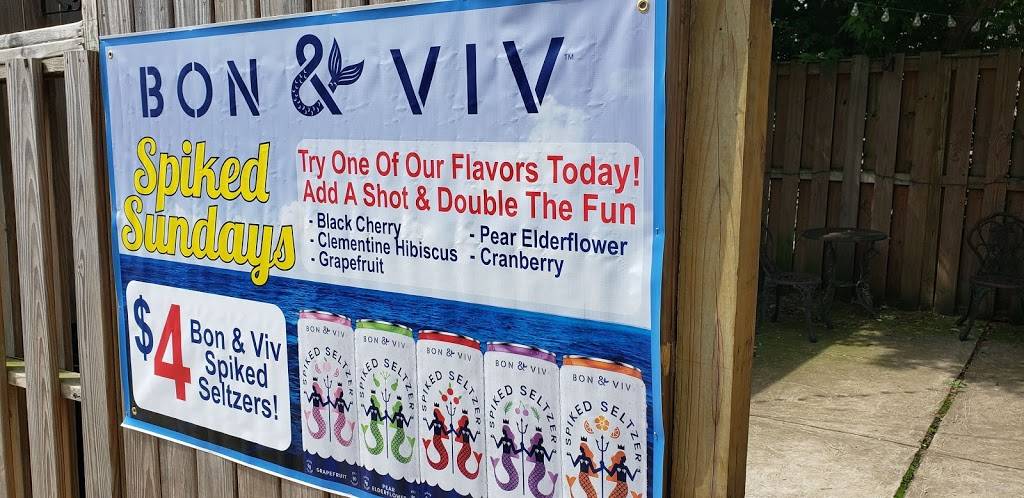 BON & VIV™
Spiked
Sundays
Try One Of Our Flavors Today!
Add A Shot & Double The Fun
- Black Cherry
- Clementine Hibiscus
- Grapefruit
- Pear Elderflower
- Cranberry
$4
Bon & Viv
Spiked
Seltzers!
BON & VIV
SPIKED SELTZER
GRAPEFRUIT
BON & VIV
SPIKED SELTZER
PEAR
ELDERFLOWER
BON & VIV
SPIKED SELTZER
BON & VIV
SPIKED SELTZER
BON & VIV
SPIKED SELTZER